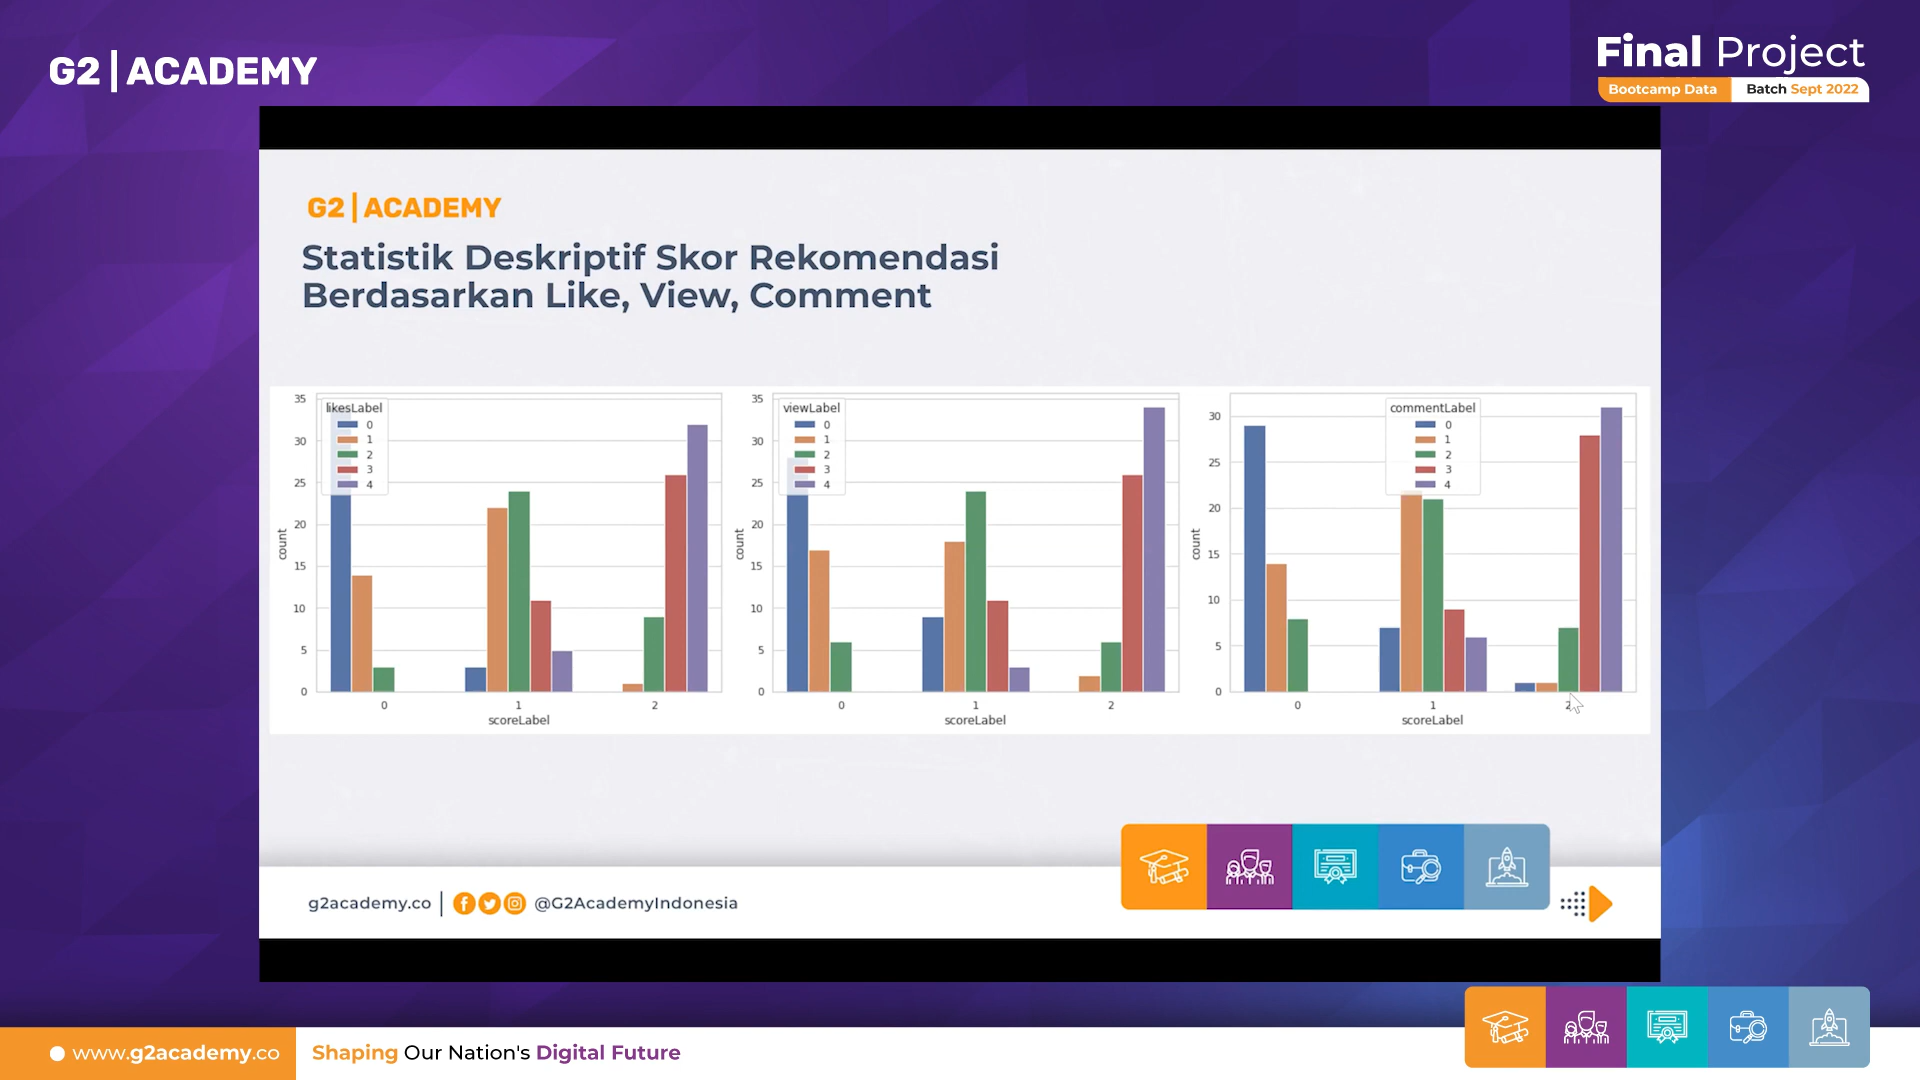 G2 | ACADEMY
Final Project
Bootcamp Data Batch Sept 2022
G2 | ACADEMY
Statistik Deskriptif Skor Rekomendasi
Berdasarkan Like, View, Comment
35
30
25
20
15
10
5
0
count
likesLabel
0
1
2
3
4
0 1 2
scoreLabel
35
30
25
20
15
10
5
0
count
viewLabel
0
1
2
3
4
0 1 2
scoreLabel
30
25
20
15
10
5
0
count
commentLabel
0
1
2
3
4
0 1 2
scoreLabel
g2academy.co | @G2AcademyIndonesia
www.g2academy.co Shaping Our Nation's Digital Future